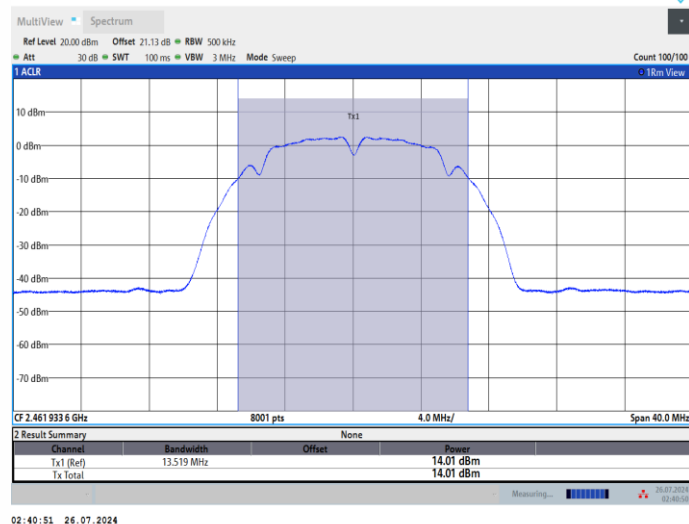 MultiView Spectrum
Ref Level 20.00 dBm Offset 21.13 dB RBW 500 kHz
Att 30 dB SWT 100 ms VBW 3 MHz Mode Sweep Count 100/100
1 ACLR 1Rm View
Tx1
10 dBm
0 dBm
-10 dBm
-20 dBm
-30 dBm
-40 dBm
-50 dBm
-60 dBm
-70 dBm
CF 2.461 933 6 GHz 8001 pts 4.0 MHz/ Span 40.0 MHz
2 Result Summary None
Channel Bandwidth Offset Power
Tx1 (Ref) 13.519 MHz 14.01 dBm
Tx Total 14.01 dBm
Measuring... 26.07.2024
02:40:50
02:40:51 26.07.2024